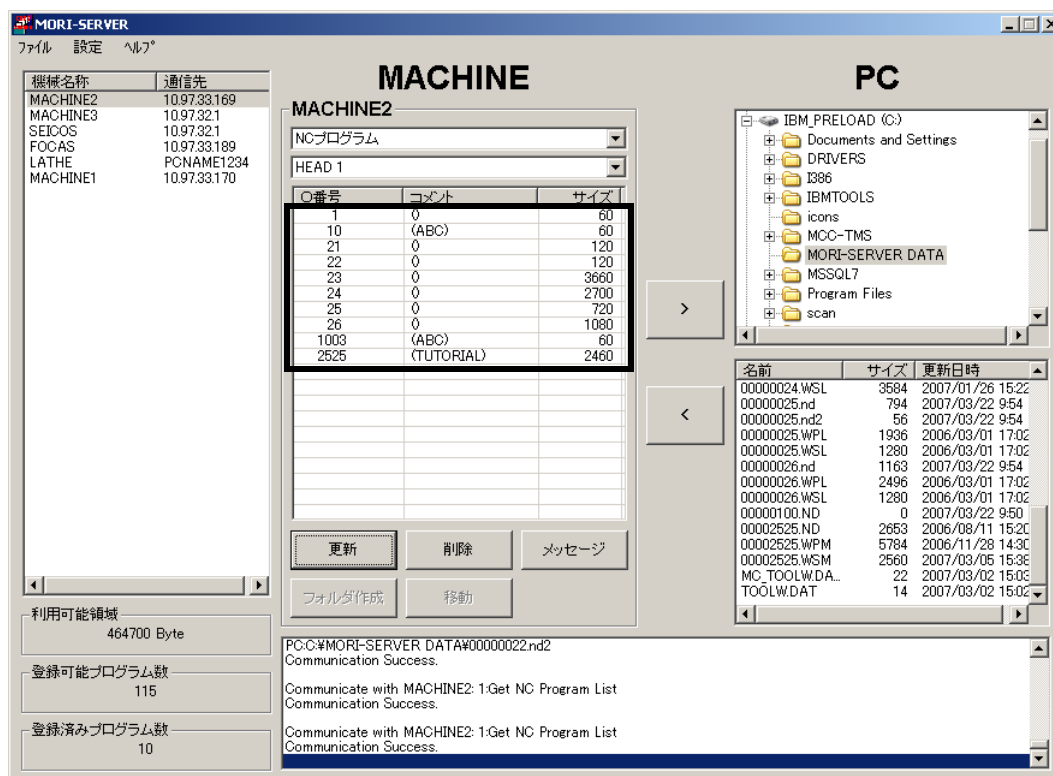 MORI-SERVER
ファイル 設定 ヘルプ
MACHINE
PC
機械名称 通信先
MACHINE2 10.97.33.169
MACHINE3 10.97.32.1
SEICOS 10.97.32.1
FOCAS 10.97.33.189
LATHE PCNAME1234
MACHINE1 10.97.33.170
MACHINE2
NCプログラム
HEAD 1
O番号 コメント サイズ
1 () 60
10 (ABC) 60
21 () 120
22 () 120
23 () 3660
24 () 2700
25 () 720
26 () 1080
1003 (ABC) 60
2525 (TUTORIAL) 2460
更新 削除 メッセージ
フォルダ作成 移動
>
<
IBM_PRELOAD (C:)
Documents and Settings
DRIVERS
I386
IBMTOOLS
icons
MCC-TMS
MORI-SERVER DATA
MSSQL7
Program Files
scan
名前 サイズ 更新日時
00000024.WSL 3584 2007/01/26 15:22
00000025.nd 794 2007/03/22 9:54
00000025.nd2 56 2007/03/22 9:54
00000025.WPL 1936 2006/03/01 17:02
00000025.WSL 1280 2006/03/01 17:02
00000026.nd 1163 2007/03/22 9:54
00000026.WPL 2496 2006/03/01 17:02
00000026.WSL 1280 2006/03/01 17:02
00000100.ND 0 2007/03/22 9:50
00002525.ND 2653 2006/08/11 15:20
00002525.WPM 5784 2006/11/28 14:30
00002525.WSM 2560 2007/03/05 15:38
MC_TOOLW.DA... 22 2007/03/02 15:03
TOOLW.DAT 14 2007/03/02 15:02
利用可能領域
464700 Byte
登録可能プログラム数
115
登録済みプログラム数
10
PC:C:¥MORI-SERVER DATA¥00000022.nd2
Communication Success.
Communicate with MACHINE2: 1:Get NC Program List
Communication Success.
Communicate with MACHINE2: 1:Get NC Program List
Communication Success.